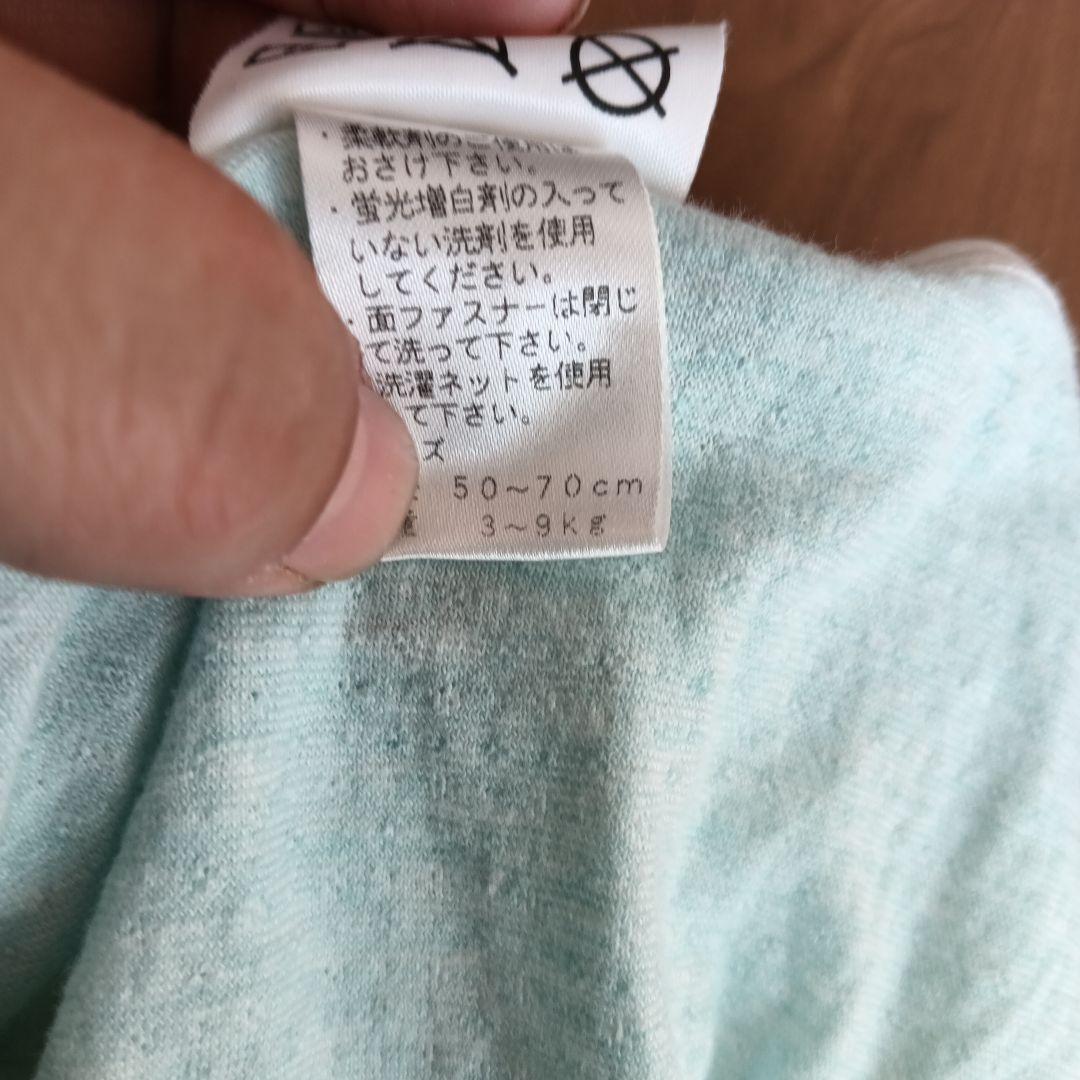 ・柔軟剤のご使用は
おさけ下さい。
・蛍光増白剤の入って
いない洗剤を使用
してください。
・面ファスナーは閉じ
て洗って下さい。
洗濯ネットを使用
て下さい。
ズ
50～70cm
3～9kg